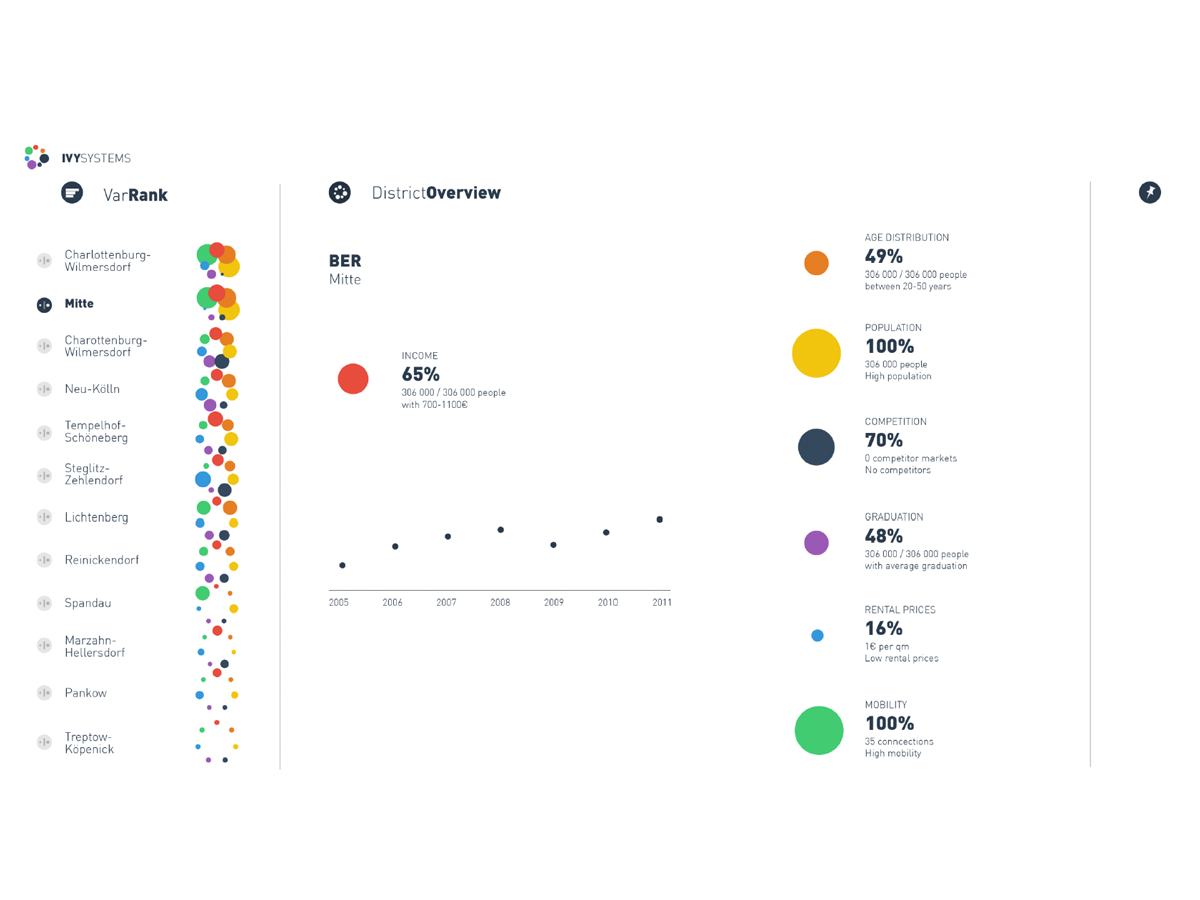 IVYSYSTEMS
VarRank
Charlottenburg-
Wilmersdorf
Mitte
Charottenburg-
Wilmersdorf
Neu-Kölln
Tempelhof-
Schöneberg
Steglitz-
Zehlendorf
Lichtenberg
Reinickendorf
Spandau
Marzahn-
Hellersdorf
Pankow
Treptow-
Köpenick
DistrictOverview
BER
Mitte
INCOME
65%
306 000 / 306 000 people
with 700-1100€
2005 2006 2007 2008 2009 2010 2011
AGE DISTRIBUTION
49%
306 000 / 306 000 people
between 20-50 years
POPULATION
100%
306 000 people
High population
COMPETITION
70%
0 competitor markets
No competitors
GRADUATION
48%
306 000 / 306 000 people
with average graduation
RENTAL PRICES
16%
1€ per qm
Low rental prices
MOBILITY
100%
35 conncections
High mobility